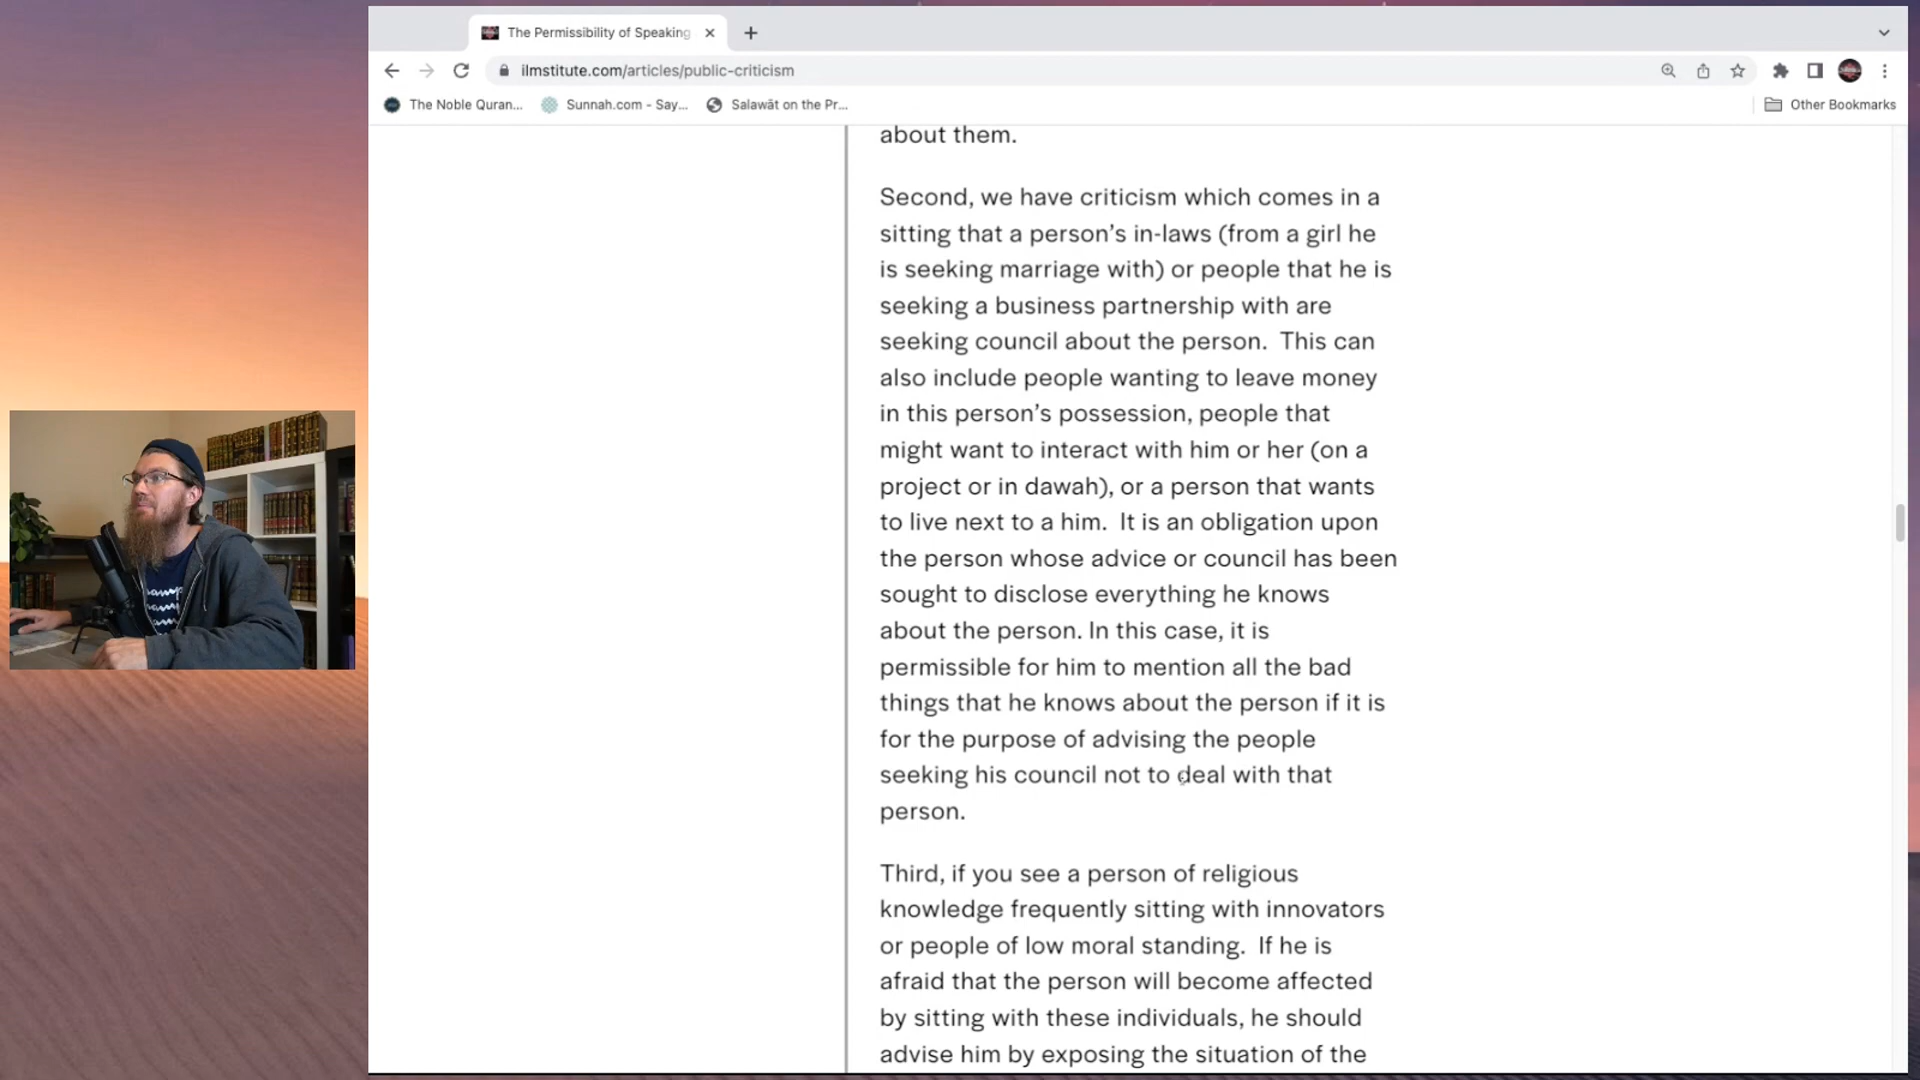 The Permissibility of Speaking
ilmstitute.com/articles/public-criticism
The Noble Quran...
Sunnah.com - Say...
Salawāt on the Pr...
Other Bookmarks
about them.
Second, we have criticism which comes in a
sitting that a person's in-laws (from a girl he
is seeking marriage with) or people that he is
seeking a business partnership with are
seeking council about the person.  This can
also include people wanting to leave money
in this person's possession, people that
might want to interact with him or her (on a
project or in dawah), or a person that wants
to live next to a him.  It is an obligation upon
the person whose advice or council has been
sought to disclose everything he knows
about the person. In this case, it is
permissible for him to mention all the bad
things that he knows about the person if it is
for the purpose of advising the people
seeking his council not to deal with that
person.
Third, if you see a person of religious
knowledge frequently sitting with innovators
or people of low moral standing.  If he is
afraid that the person will become affected
by sitting with these individuals, he should
advise him by exposing the situation of the